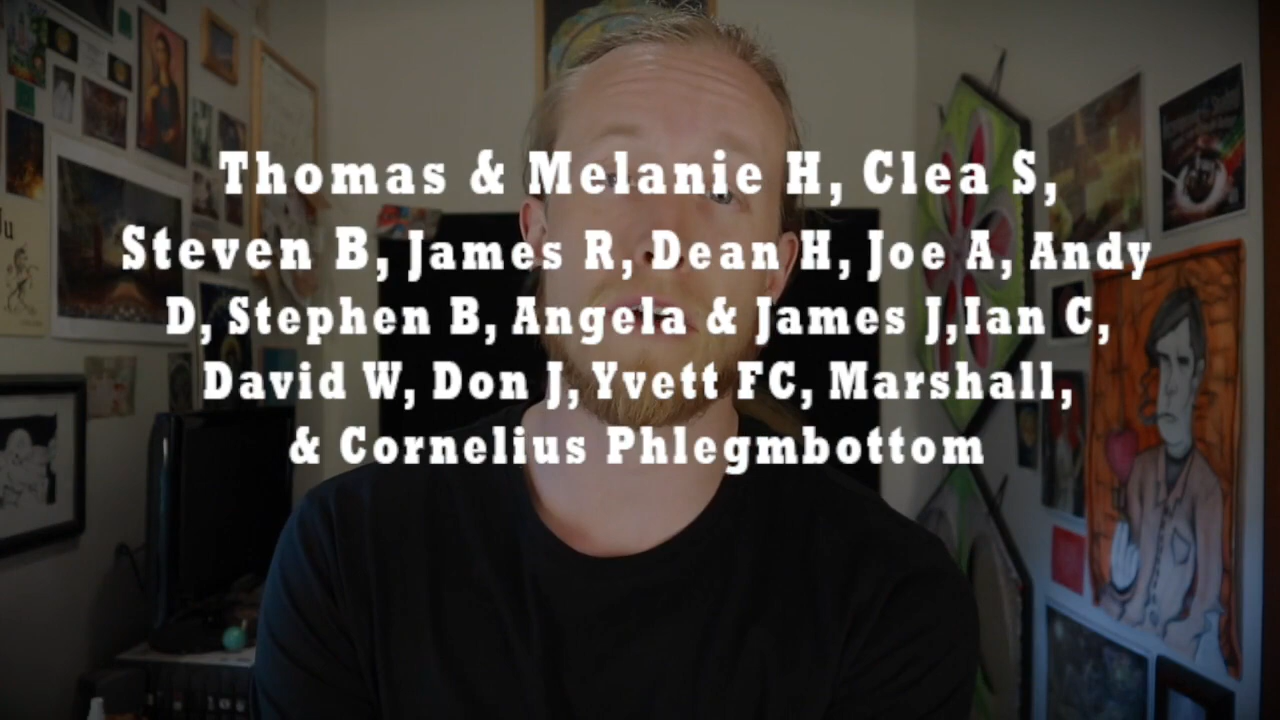 Thomas & Melanie H, Clea S,
Steven B, James R, Dean H, Joe A, Andy
D, Stephen B, Angela & James J,Ian C,
David W, Don J, Yvett FC, Marshall,
& Cornelius Phlegmbottom